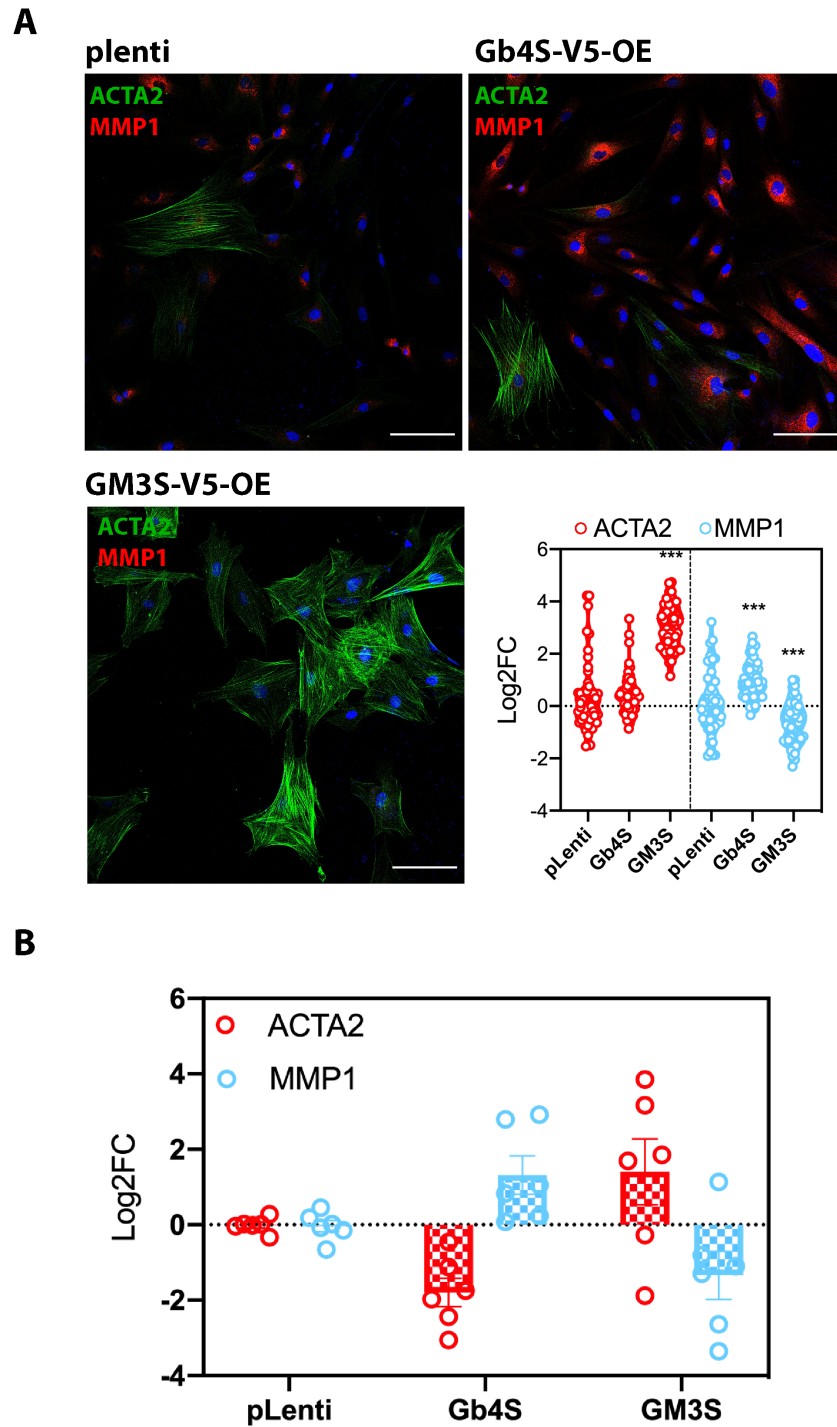 A
plenti
Gb4S-V5-OE
ACTA2
MMP1
ACTA2
MMP1
GM3S-V5-OE
ACTA2
MMP1
ACTA2 MMP1
6
4
2
0
-2
-4
Log2FC
***
***
***
pLenti
Gb4S
GM3S
pLenti
Gb4S
GM3S
B
6
4
2
0
-2
-4
Log2FC
ACTA2
MMP1
pLenti Gb4S GM3S